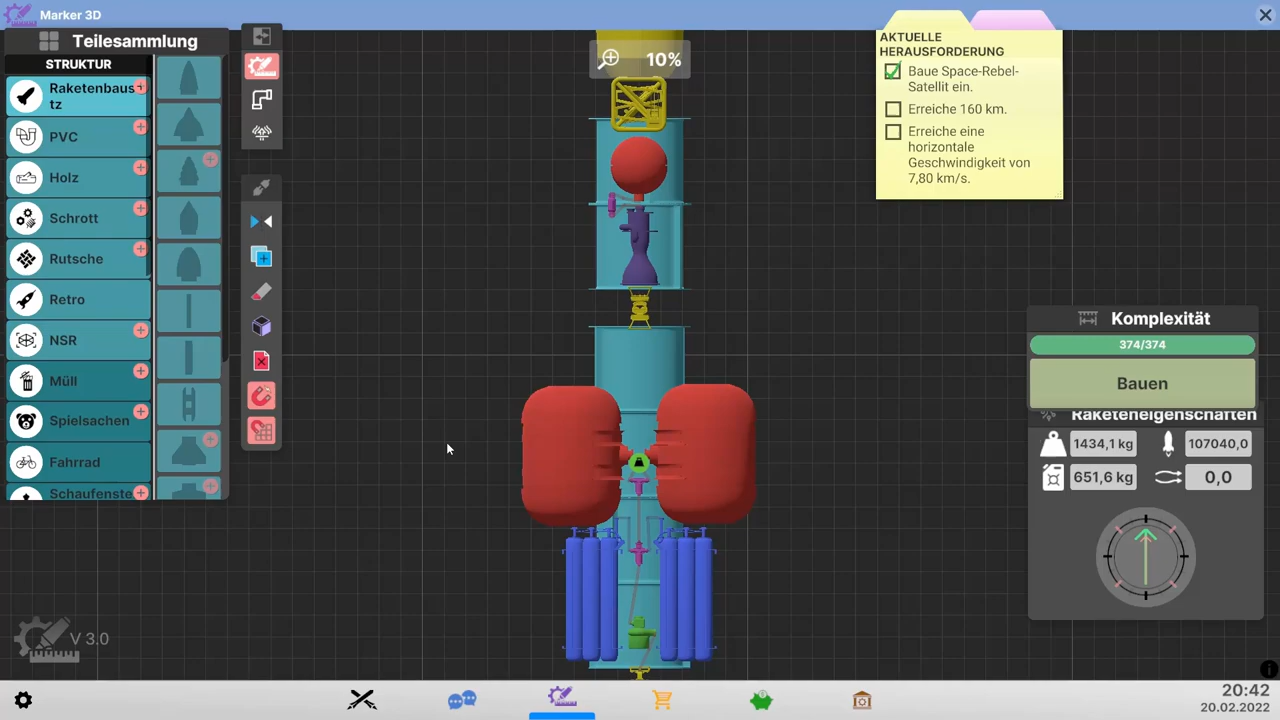 Marker 3D
Teilesammlung
STRUKTUR
Raketenbaus
tz
PVC
Holz
Schrott
Rutsche
Retro
NSR
Müll
Spielsachen
Fahrrad
Schaufenste
V 3.0
10%
AKTUELLE
HERAUSFORDERUNG
Baue Space-Rebel-
Satellit ein.
Erreiche 160 km.
Erreiche eine
horizontale
Geschwindigkeit von
7,80 km/s.
Komplexität
374/374
Bauen
Raketeneigenschaften
1434,1 kg
107040,0
651,6 kg
0,0
20:42
20.02.2022